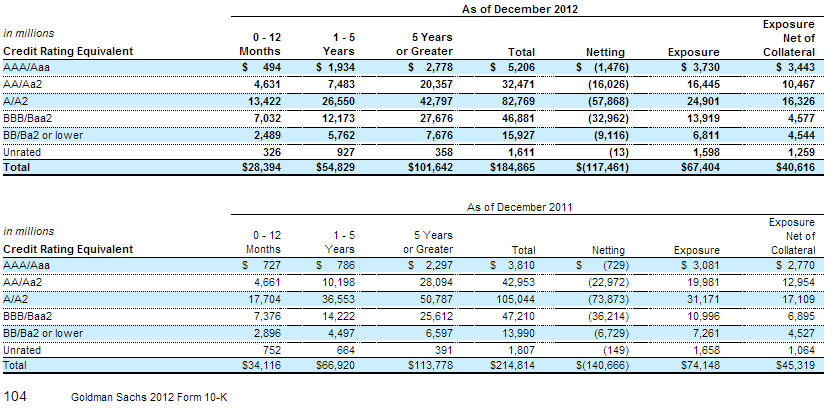 As of December 2012
in millions
Credit Rating Equivalent 0 - 12 Months 1 - 5 Years 5 Years or Greater Total Netting Exposure Exposure Net of Collateral
AAA/Aaa $ 494 $ 1,934 $ 2,778 $ 5,206 $ (1,476) $ 3,730 $ 3,443
AA/Aa2 4,631 7,483 20,357 32,471 (16,026) 16,445 10,467
A/A2 13,422 26,550 42,797 82,769 (57,868) 24,901 16,326
BBB/Baa2 7,032 12,173 27,676 46,881 (32,962) 13,919 4,577
BB/Ba2 or lower 2,489 5,762 7,676 15,927 (9,116) 6,811 4,544
Unrated 326 927 358 1,611 (13) 1,598 1,259
Total $28,394 $54,829 $101,642 $184,865 $(117,461) $67,404 $40,616
As of December 2011
in millions
Credit Rating Equivalent 0 - 12 Months 1 - 5 Years 5 Years or Greater Total Netting Exposure Exposure Net of Collateral
AAA/Aaa $ 727 $ 786 $ 2,297 $ 3,810 $ (729) $ 3,081 $ 2,770
AA/Aa2 4,661 10,198 28,094 42,953 (22,972) 19,981 12,954
A/A2 17,704 36,553 50,787 105,044 (73,873) 31,171 17,109
BBB/Baa2 7,376 14,222 25,612 47,210 (36,214) 10,996 6,895
BB/Ba2 or lower 2,896 4,497 6,597 13,990 (6,729) 7,261 4,527
Unrated 752 664 391 1,807 (149) 1,658 1,064
Total $34,116 $66,920 $113,778 $214,814 $(140,666) $74,148 $45,319
104 Goldman Sachs 2012 Form 10-K